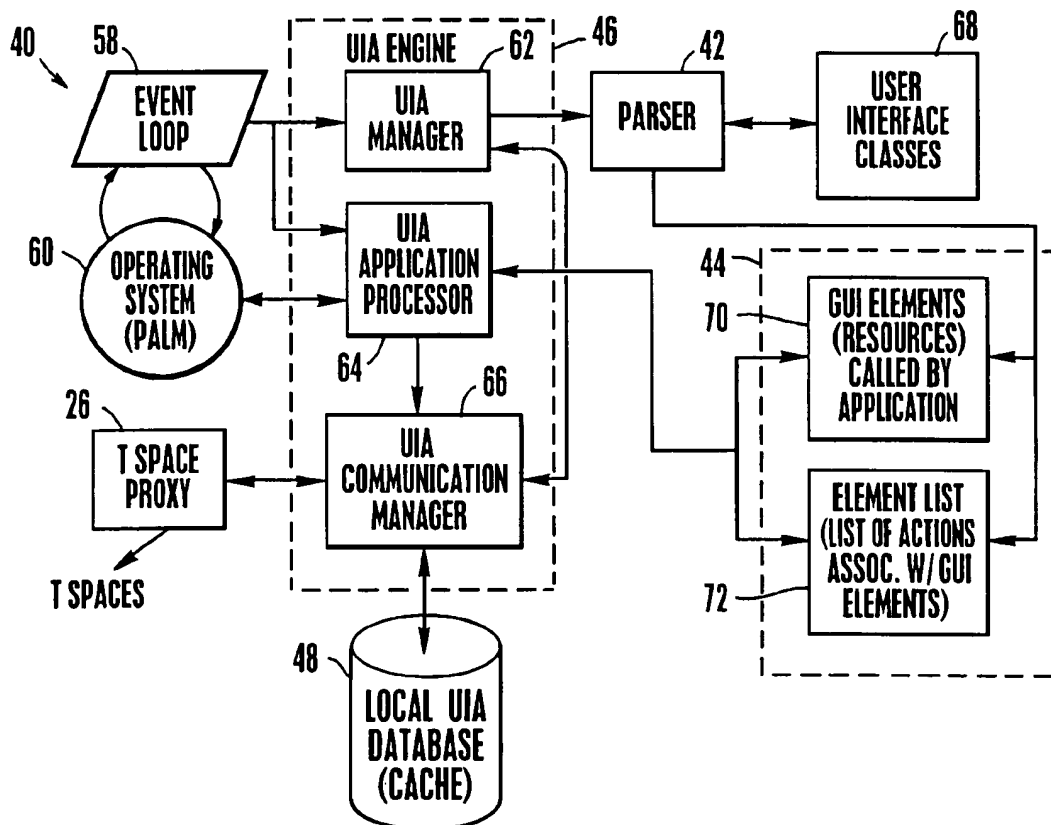 40
58
EVENT
LOOP
60
OPERATING
SYSTEM
(PALM)
26
T SPACE
PROXY
T SPACES
UIA ENGINE
46
62
UIA
MANAGER
UIA
APPLICATION
PROCESSOR
64
66
UIA
COMMUNICATION
MANAGER
48
LOCAL UIA
DATABASE
(CACHE)
42
PARSER
68
USER
INTERFACE
CLASSES
44
70
GUI ELEMENTS
(RESOURCES)
CALLED BY
APPLICATION
72
ELEMENT LIST
(LIST OF ACTIONS
ASSOC. W/ GUI
ELEMENTS)